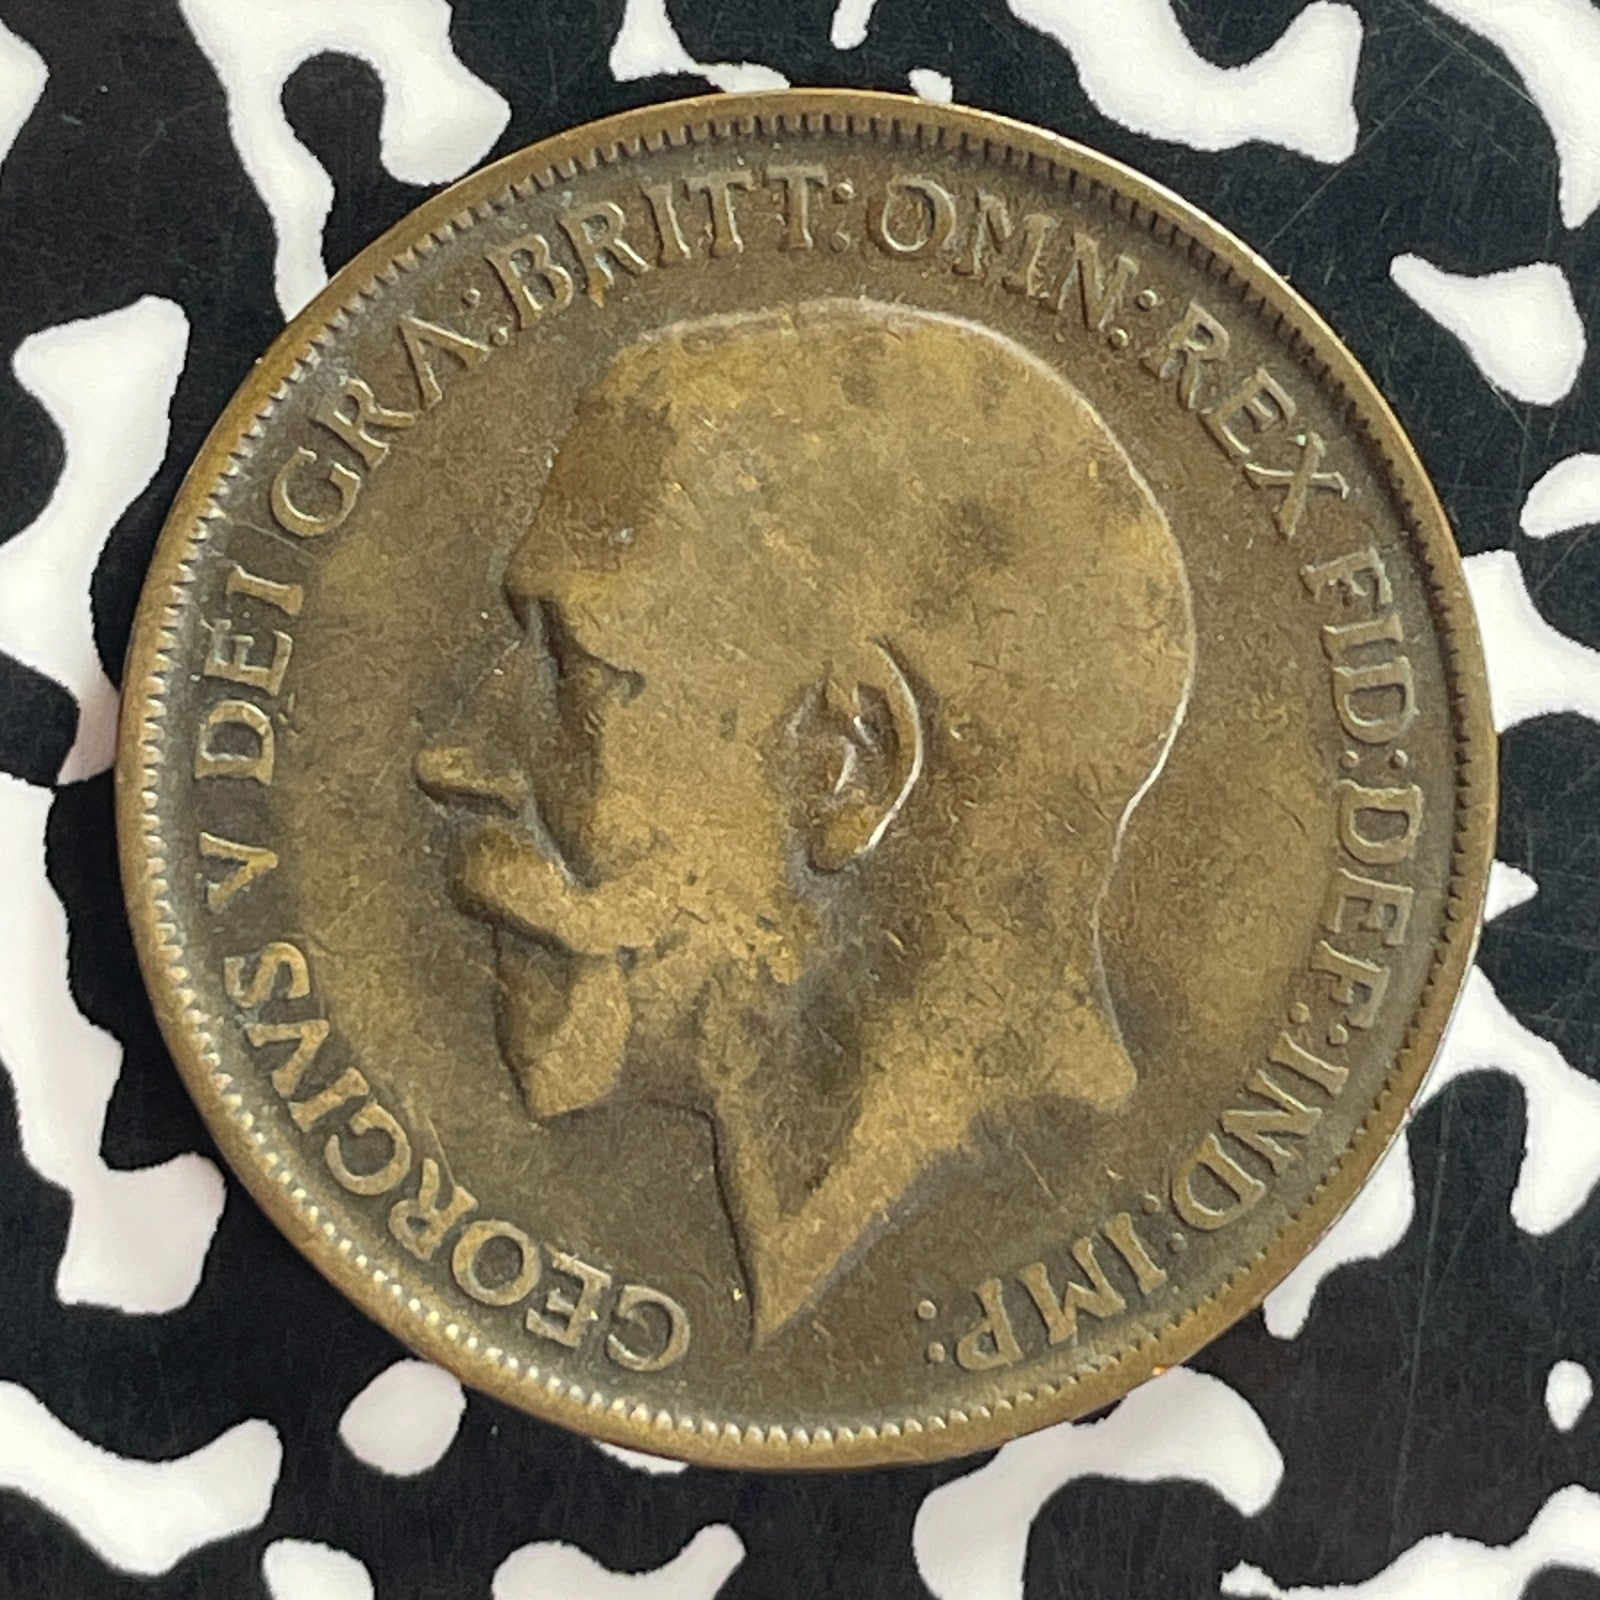 GEORGIVS V DEI GRA: BRITT: OMN: REX FID: DEF: IND: IMP: